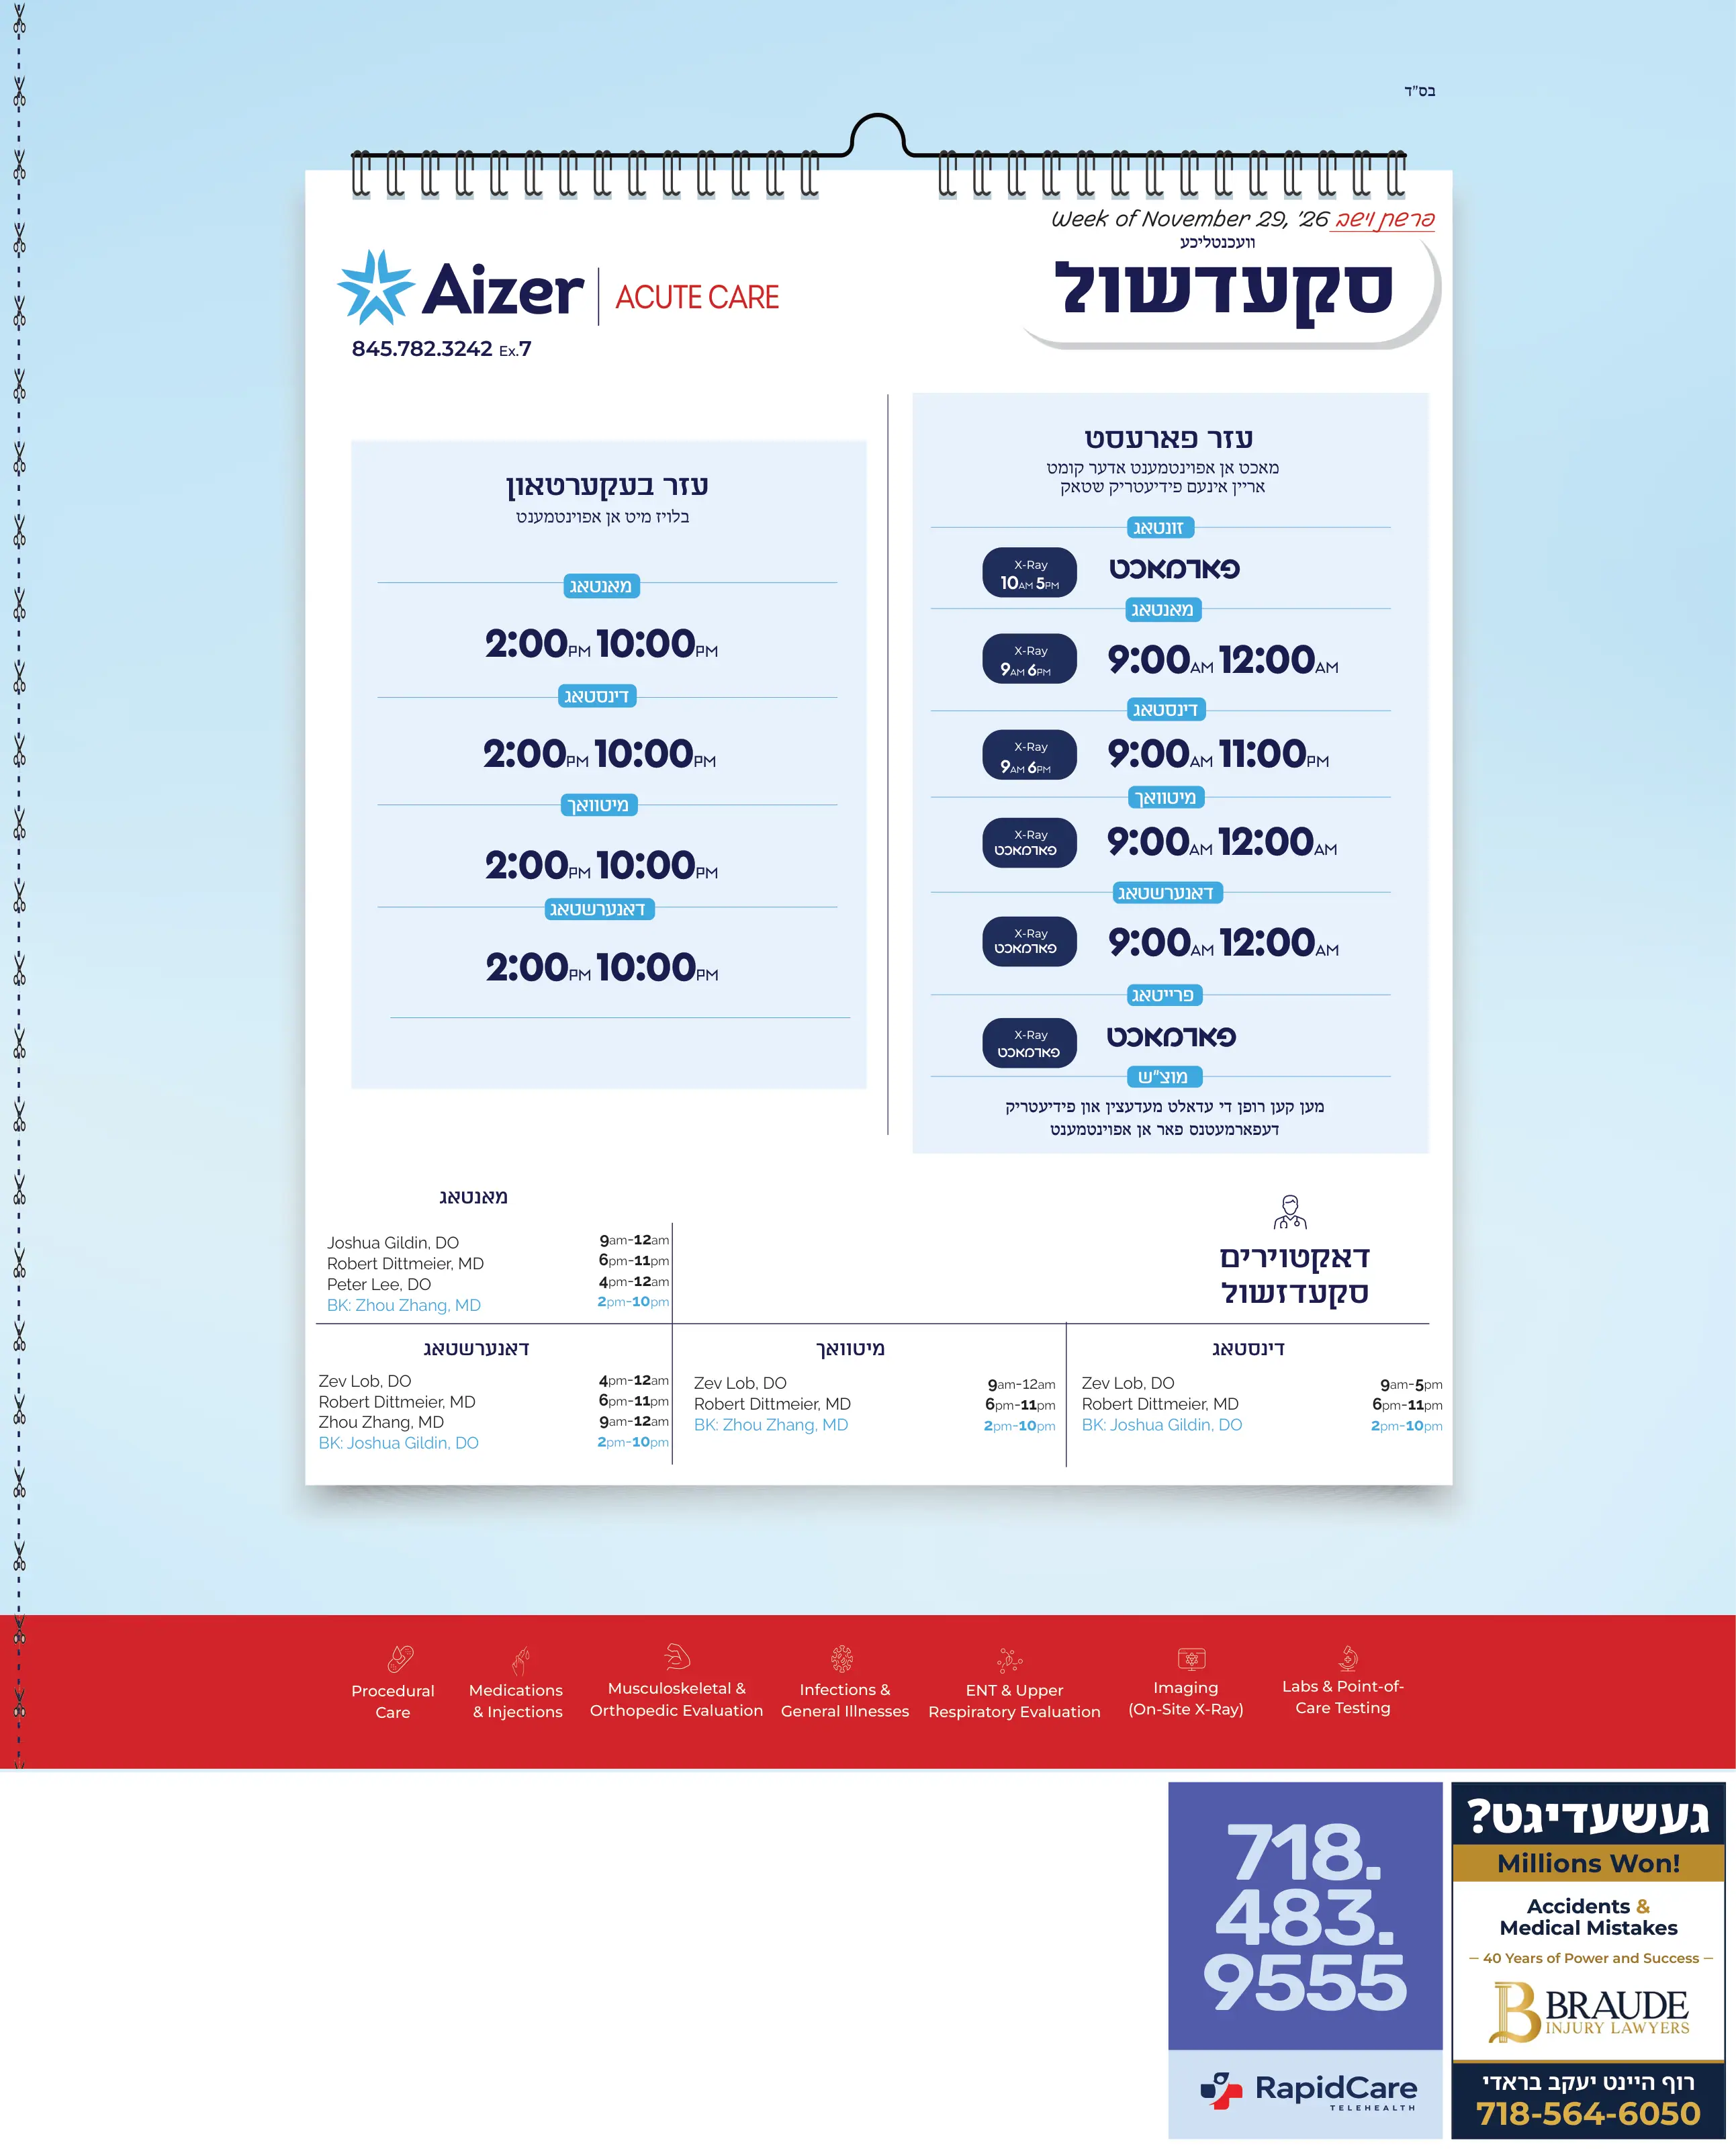 בס"ד
Week of November 29, '26 פרשת וישב
וועכנטליכע
סקעדשול
Aizer | ACUTE CARE
845.782.3242 Ex.7
עזר פארעסט
מאכט אן אפוינטמענט אדער קומט
אריין אינעם פידיעטריק שטאק
זונטאג
פארמאכט
X-Ray
10AM 5PM
מאנטאג
9:00AM 12:00AM
X-Ray
9AM 6PM
דינסטאג
9:00AM 11:00PM
X-Ray
9AM 6PM
מיטוואך
9:00AM 12:00AM
X-Ray
פארמאכט
דאנערשטאג
9:00AM 12:00AM
X-Ray
פארמאכט
פרייטאג
פארמאכט
X-Ray
פארמאכט
מוצ"ש
מען קען רופן די עדאלט מעדעצין און פידיעטריק
דעפארמעטנס פאר אן אפוינטמענט
עזר בעקערטאון
בלויז מיט אן אפוינטמענט
מאנטאג
2:00PM 10:00PM
דינסטאג
2:00PM 10:00PM
מיטוואך
2:00PM 10:00PM
דאנערשטאג
2:00PM 10:00PM
דאקטוירים
סקעדזשול
מאנטאג
Joshua Gildin, DO 9am-12am
Robert Dittmeier, MD 6pm-11pm
Peter Lee, DO 4pm-12am
BK: Zhou Zhang, MD 2pm-10pm
דינסטאג
Zev Lob, DO 9am-5pm
Robert Dittmeier, MD 6pm-11pm
BK: Joshua Gildin, DO 2pm-10pm
מיטוואך
Zev Lob, DO 9am-12am
Robert Dittmeier, MD 6pm-11pm
BK: Zhou Zhang, MD 2pm-10pm
דאנערשטאג
Zev Lob, DO 4pm-12am
Robert Dittmeier, MD 6pm-11pm
Zhou Zhang, MD 9am-12am
BK: Joshua Gildin, DO 2pm-10pm
Procedural
Care
Medications
& Injections
Musculoskeletal &
Orthopedic Evaluation
Infections &
General Illnesses
ENT & Upper
Respiratory Evaluation
Imaging
(On-Site X-Ray)
Labs & Point-of-
Care Testing
718.
483.
9555
RapidCare
TELEHEALTH
געשעדיגט?
Millions Won!
Accidents &
Medical Mistakes
— 40 Years of Power and Success —
BRAUDE
INJURY LAWYERS
רוף היינט יעקב בראדי
718-564-6050